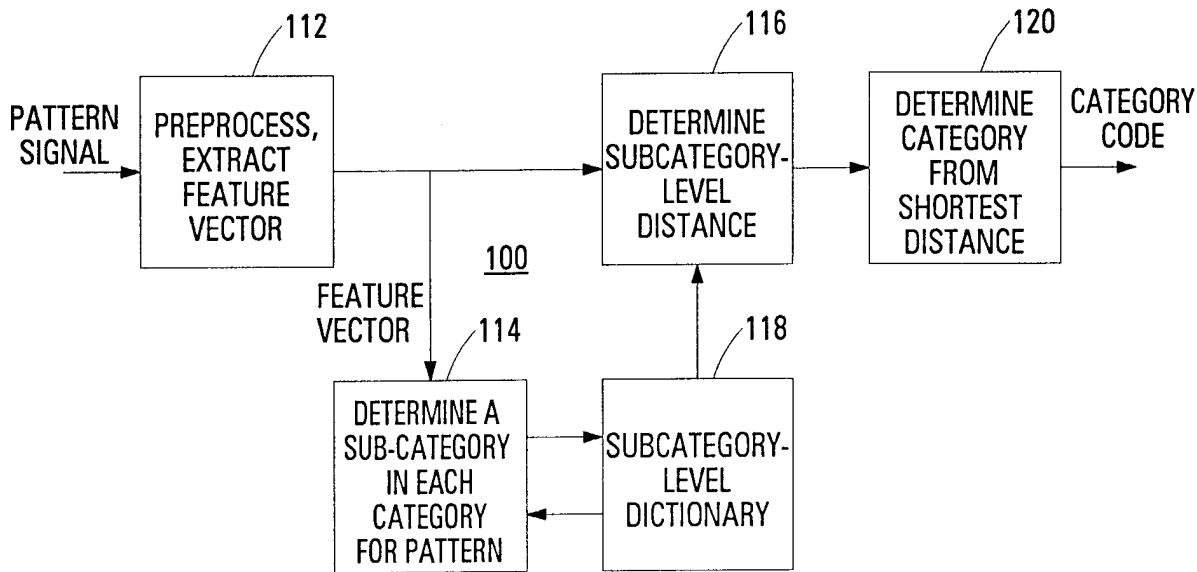 112
116
120
PATTERN
SIGNAL
PREPROCESS,
EXTRACT
FEATURE
VECTOR
DETERMINE
SUBCATEGORY-
LEVEL
DISTANCE
DETERMINE
CATEGORY
FROM
SHORTEST
DISTANCE
CATEGORY
CODE
100
FEATURE
VECTOR
114
118
DETERMINE A
SUB-CATEGORY
IN EACH
CATEGORY
FOR PATTERN
SUBCATEGORY-
LEVEL
DICTIONARY